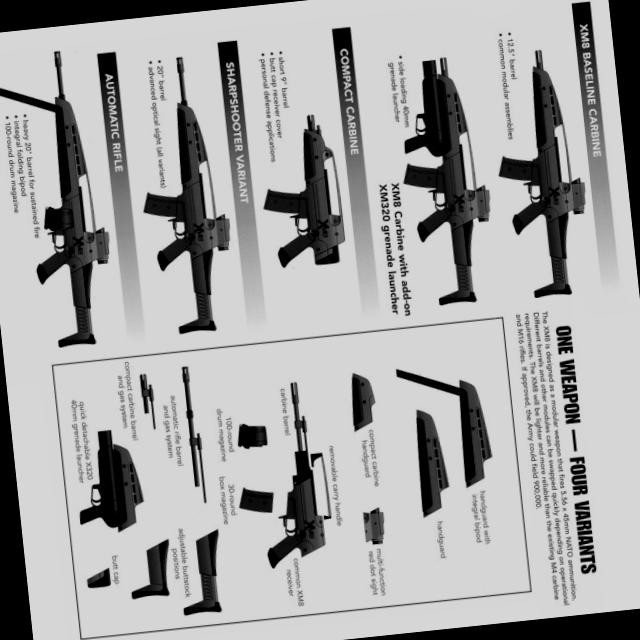 ONE WEAPON — FOUR VARIANTS
The XM8 is designed as a modular weapon that fires 5.56 x 45mm NATO ammunition.
Different barrels and other modules can be swapped quickly depending on operational
requirements. The XM8 will be lighter and more reliable than the existing M4 carbine
and M16 rifles. If approved, the Army could field 900,000.
XM8 BASELINE CARBINE
• 12.5" barrel
• common modular assemblies
• side loading 40mm
grenade launcher
XM8 Carbine with add-on
XM320 grenade launcher
COMPACT CARBINE
• short 9" barrel
• butt cap receiver cover
• personal defense applications
SHARPSHOOTER VARIANT
• 20" barrel
• advanced optical sight (all variants)
AUTOMATIC RIFLE
• heavy 20" barrel for sustained fire
• integral folding bipod
• 100-round drum magazine
handguard with
integral bipod
handguard
compact carbine
handguard
multi-function
red dot sight
removable carry handle
carbine barrel
common XM8
receiver
100-round
drum magazine
30-round
box magazine
automatic rifle barrel
and gas system
adjustable buttstock
positions
compact carbine barrel
and gas system
quick detachable X320
40mm grenade launcher
butt cap